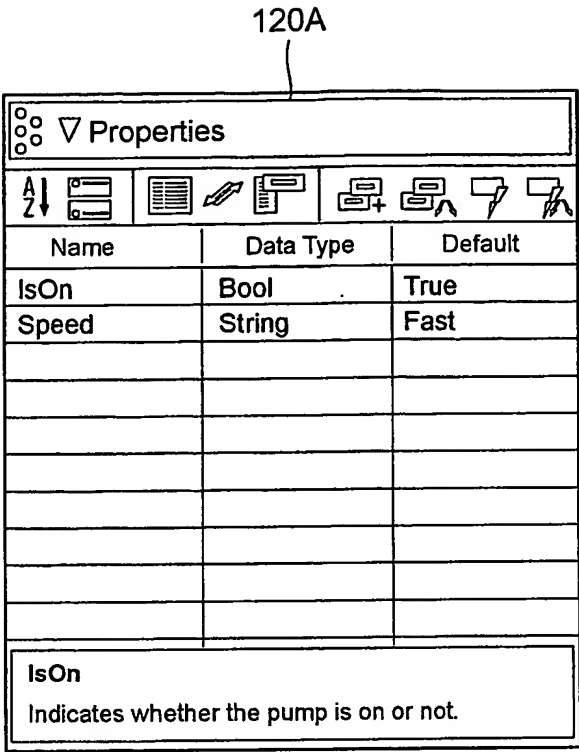 120A
▽ Properties
A
Z
Name Data Type Default
IsOn Bool True
Speed String Fast
IsOn
Indicates whether the pump is on or not.